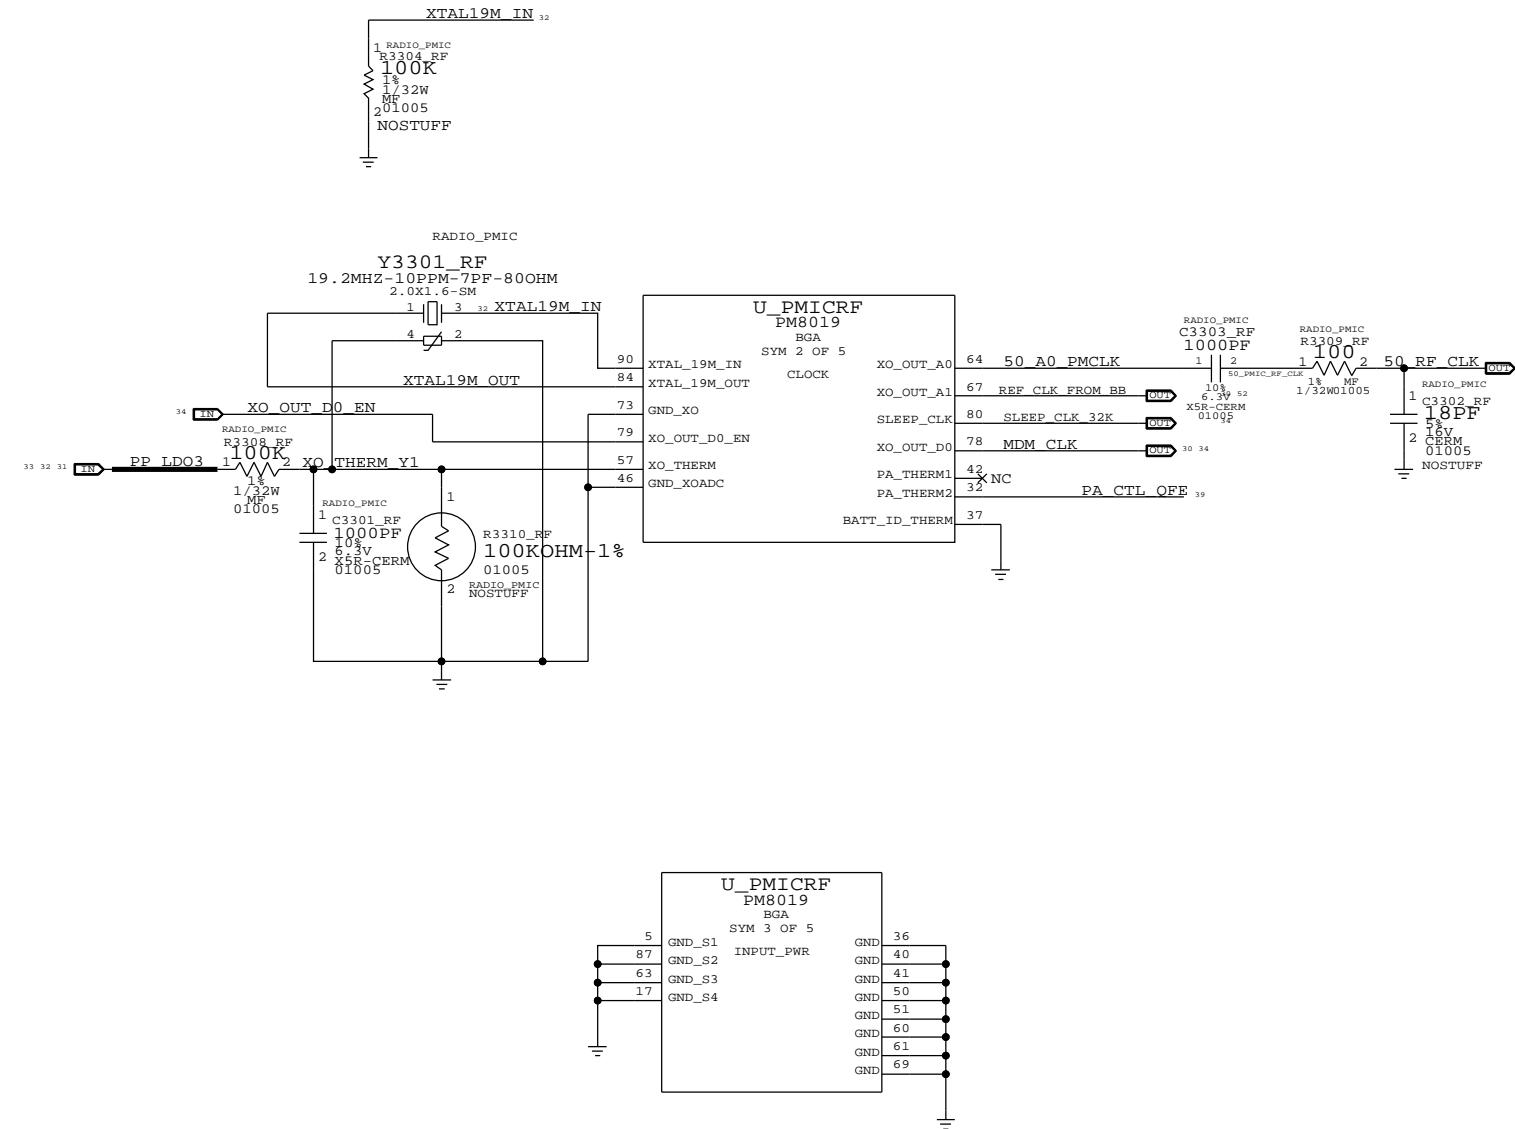 XTAL19M_IN 32
1 RADIO_PMIC
R3304_RF
100K
1%
1/32W
MF
2 01005
NOSTUFF
RADIO_PMIC
Y3301_RF
19.2MHZ-10PPM-7PF-80OHM
2.0X1.6-SM
1 3 32 XTAL19M_IN
4 2
XTAL19M_OUT
34 IN XO_OUT_D0_EN
RADIO_PMIC
R3308_RF
100K
33 32 31 IN PP_LDO3 1 2 XO_THERM_Y1
1%
1/32W
MF
01005
RADIO_PMIC
1 C3301_RF
1000PF
10%
2 6.3V
X5R-CERM
01005
1
R3310_RF
100KOHM-1%
01005
2 RADIO_PMIC
NOSTUFF
U_PMICRF
PM8019
BGA
SYM 2 OF 5
CLOCK
90 XTAL_19M_IN
84 XTAL_19M_OUT
73 GND_XO
79 XO_OUT_D0_EN
57 XO_THERM
46 GND_XOADC
XO_OUT_A0 64 50_A0_PMCLK
XO_OUT_A1 67 REF_CLK_FROM_BB OUT 52
SLEEP_CLK 80 SLEEP_CLK_32K OUT 34
XO_OUT_D0 78 MDM_CLK OUT 30 34
PA_THERM1 42 NC
PA_THERM2 32 PA_CTL_QFE 39
BATT_ID_THERM 37
RADIO_PMIC
C3303_RF
1000PF
1 2
50_PMIC_RF_CLK
10%
6.3V
X5R-CERM
01005
RADIO_PMIC
R3309_RF
100
1 2 50_RF_CLK OUT
1% MF
1/32W 01005
RADIO_PMIC
1 C3302_RF
18PF
5%
16V
2 CERM
01005
NOSTUFF
U_PMICRF
PM8019
BGA
SYM 3 OF 5
INPUT_PWR
5 GND_S1
87 GND_S2
63 GND_S3
17 GND_S4
GND 36
GND 40
GND 41
GND 50
GND 51
GND 60
GND 61
GND 69